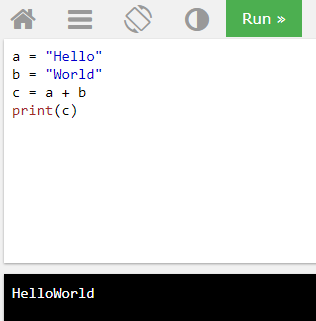 Run »
a = "Hello"
b = "World"
c = a + b
print(c)
HelloWorld